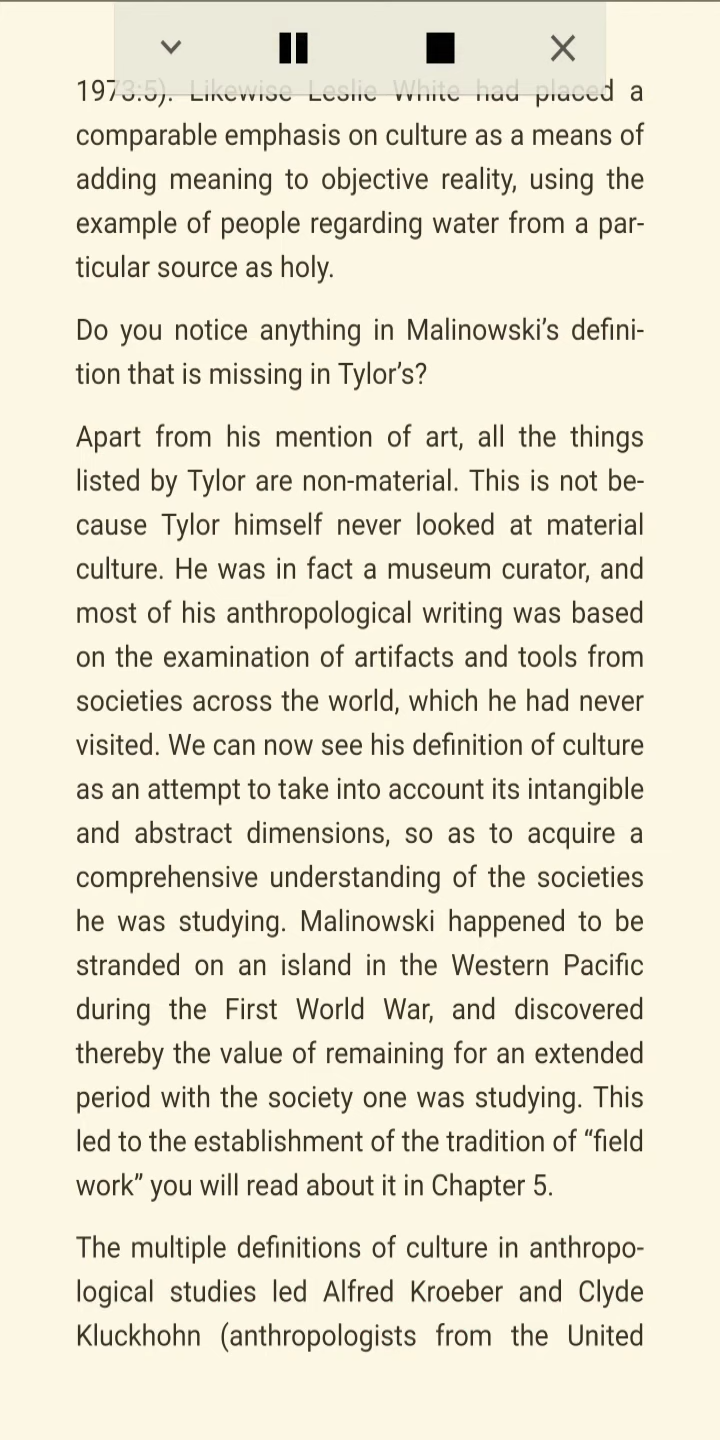 1973:5). Likewise Leslie White had placed a
comparable emphasis on culture as a means of
adding meaning to objective reality, using the
example of people regarding water from a par-
ticular source as holy.
Do you notice anything in Malinowski’s defini-
tion that is missing in Tylor’s?
Apart from his mention of art, all the things
listed by Tylor are non-material. This is not be-
cause Tylor himself never looked at material
culture. He was in fact a museum curator, and
most of his anthropological writing was based
on the examination of artifacts and tools from
societies across the world, which he had never
visited. We can now see his definition of culture
as an attempt to take into account its intangible
and abstract dimensions, so as to acquire a
comprehensive understanding of the societies
he was studying. Malinowski happened to be
stranded on an island in the Western Pacific
during the First World War, and discovered
thereby the value of remaining for an extended
period with the society one was studying. This
led to the establishment of the tradition of “field
work” you will read about it in Chapter 5.
The multiple definitions of culture in anthropo-
logical studies led Alfred Kroeber and Clyde
Kluckhohn (anthropologists from the United